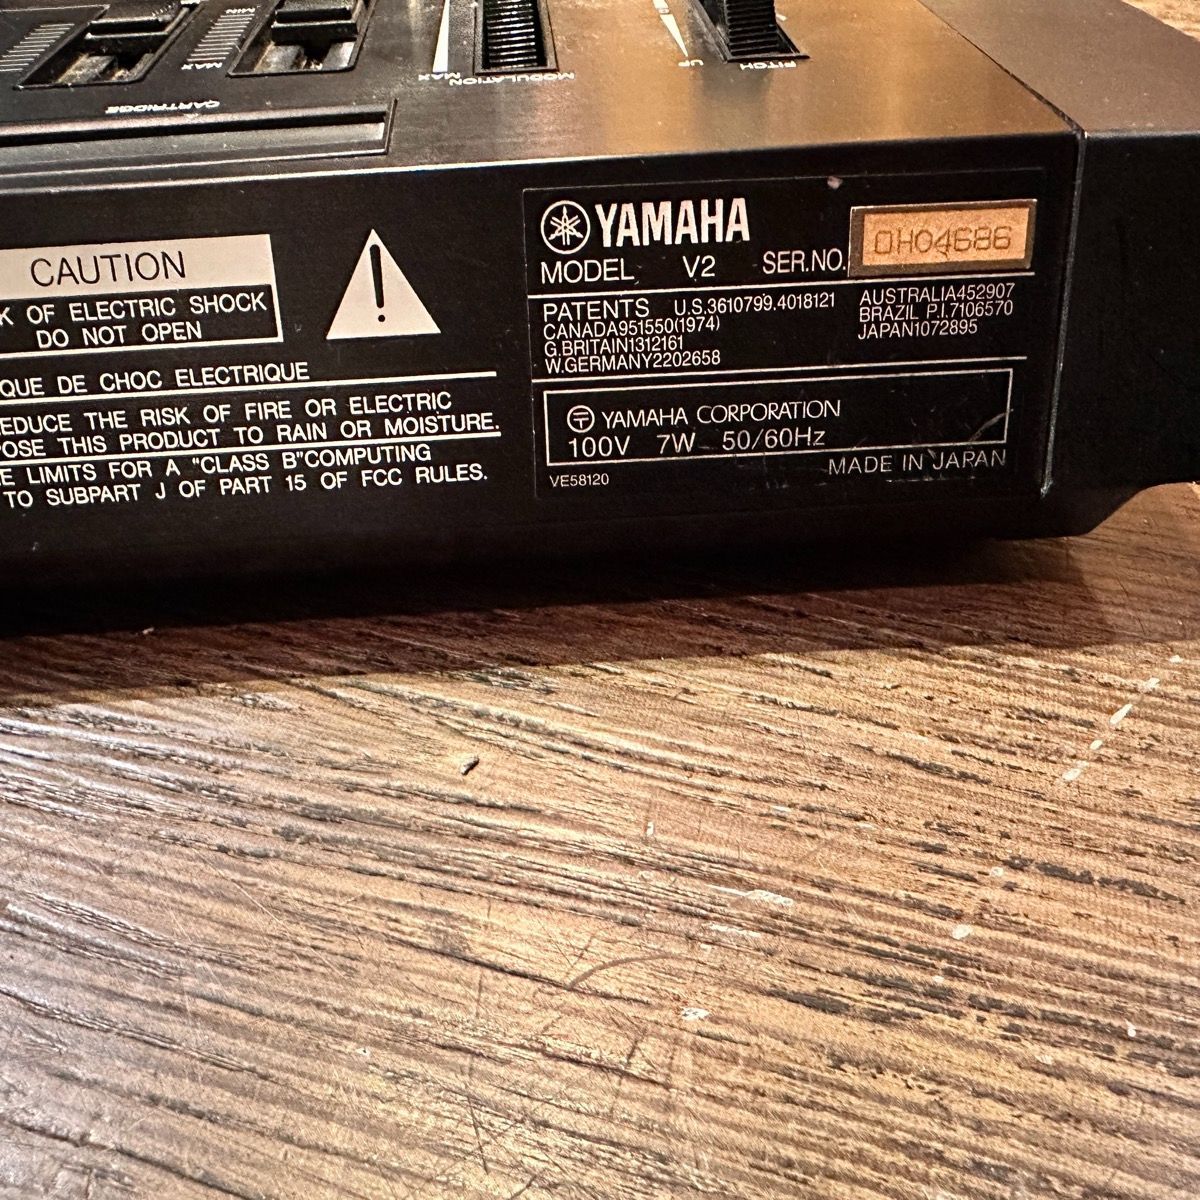 MIN
MAX
MAX
MODULATION
UP
PITCH
CARTRIDGE
CAUTION
K OF ELECTRIC SHOCK
DO NOT OPEN
QUE DE CHOC ELECTRIQUE
EDUCE THE RISK OF FIRE OR ELECTRIC
POSE THIS PRODUCT TO RAIN OR MOISTURE.
E LIMITS FOR A "CLASS B"COMPUTING
TO SUBPART J OF PART 15 OF FCC RULES.
YAMAHA
MODEL V2 SER.NO. OH04686
PATENTS U.S.3610799.4018121
CANADA951550(1974)
G.BRITAIN1312161
W.GERMANY2202658
AUSTRALIA452907
BRAZIL P.I.7106570
JAPAN1072895
YAMAHA CORPORATION
100V 7W 50/60Hz
VE58120
MADE IN JAPAN